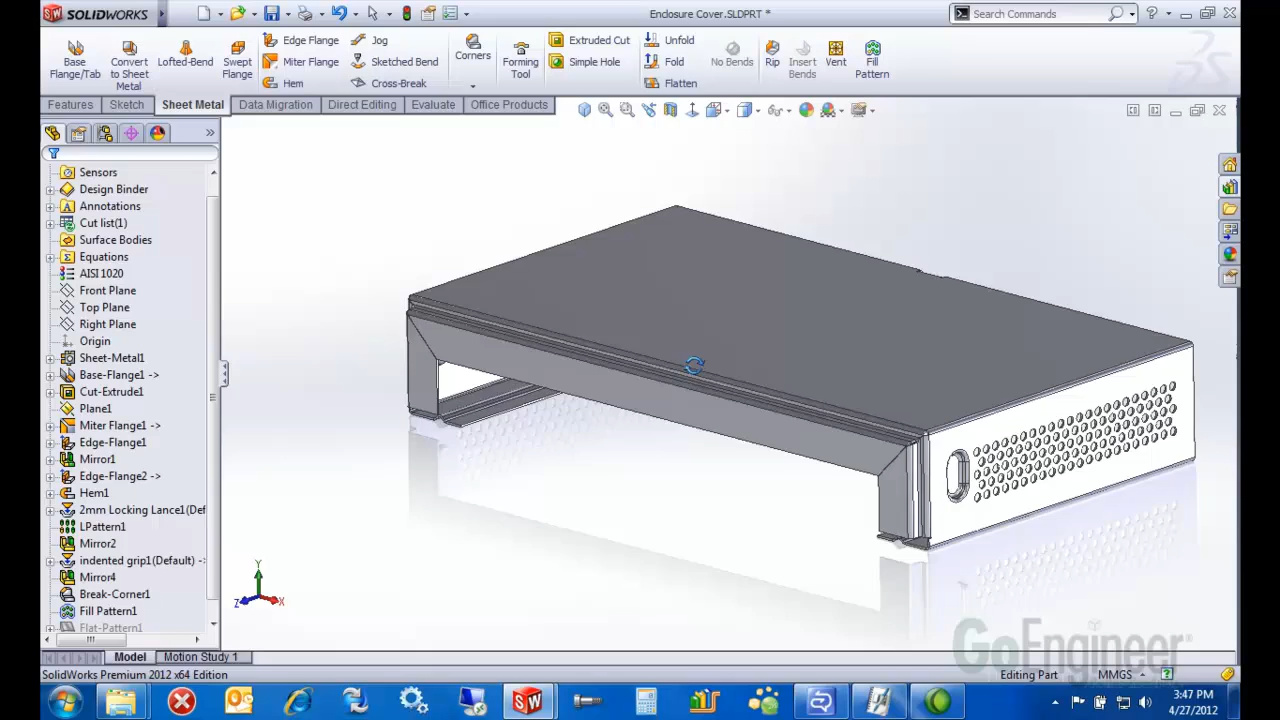 SOLIDWORKS
Enclosure Cover.SLDPRT *
Search Commands
Base Flange/Tab
Convert to Sheet Metal
Lofted-Bend
Swept Flange
Edge Flange
Miter Flange
Hem
Jog
Sketched Bend
Cross-Break
Corners
Forming Tool
Extruded Cut
Simple Hole
Unfold
Fold
Flatten
No Bends
Rip
Insert Bends
Vent
Fill Pattern
Features Sketch Sheet Metal Data Migration Direct Editing Evaluate Office Products
Sensors
Design Binder
Annotations
Cut list(1)
Surface Bodies
Equations
AISI 1020
Front Plane
Top Plane
Right Plane
Origin
Sheet-Metal1
Base-Flange1 ->
Cut-Extrude1
Plane1
Miter Flange1 ->
Edge-Flange1
Mirror1
Edge-Flange2 ->
Hem1
2mm Locking Lance1(Def
LPattern1
Mirror2
indented grip1(Default) ->
Mirror4
Break-Corner1
Fill Pattern1
Flat-Pattern1
Y
Z X
GoEngineer®
Model Motion Study 1
SolidWorks Premium 2012 x64 Edition
Editing Part
MMGS
3:47 PM
4/27/2012